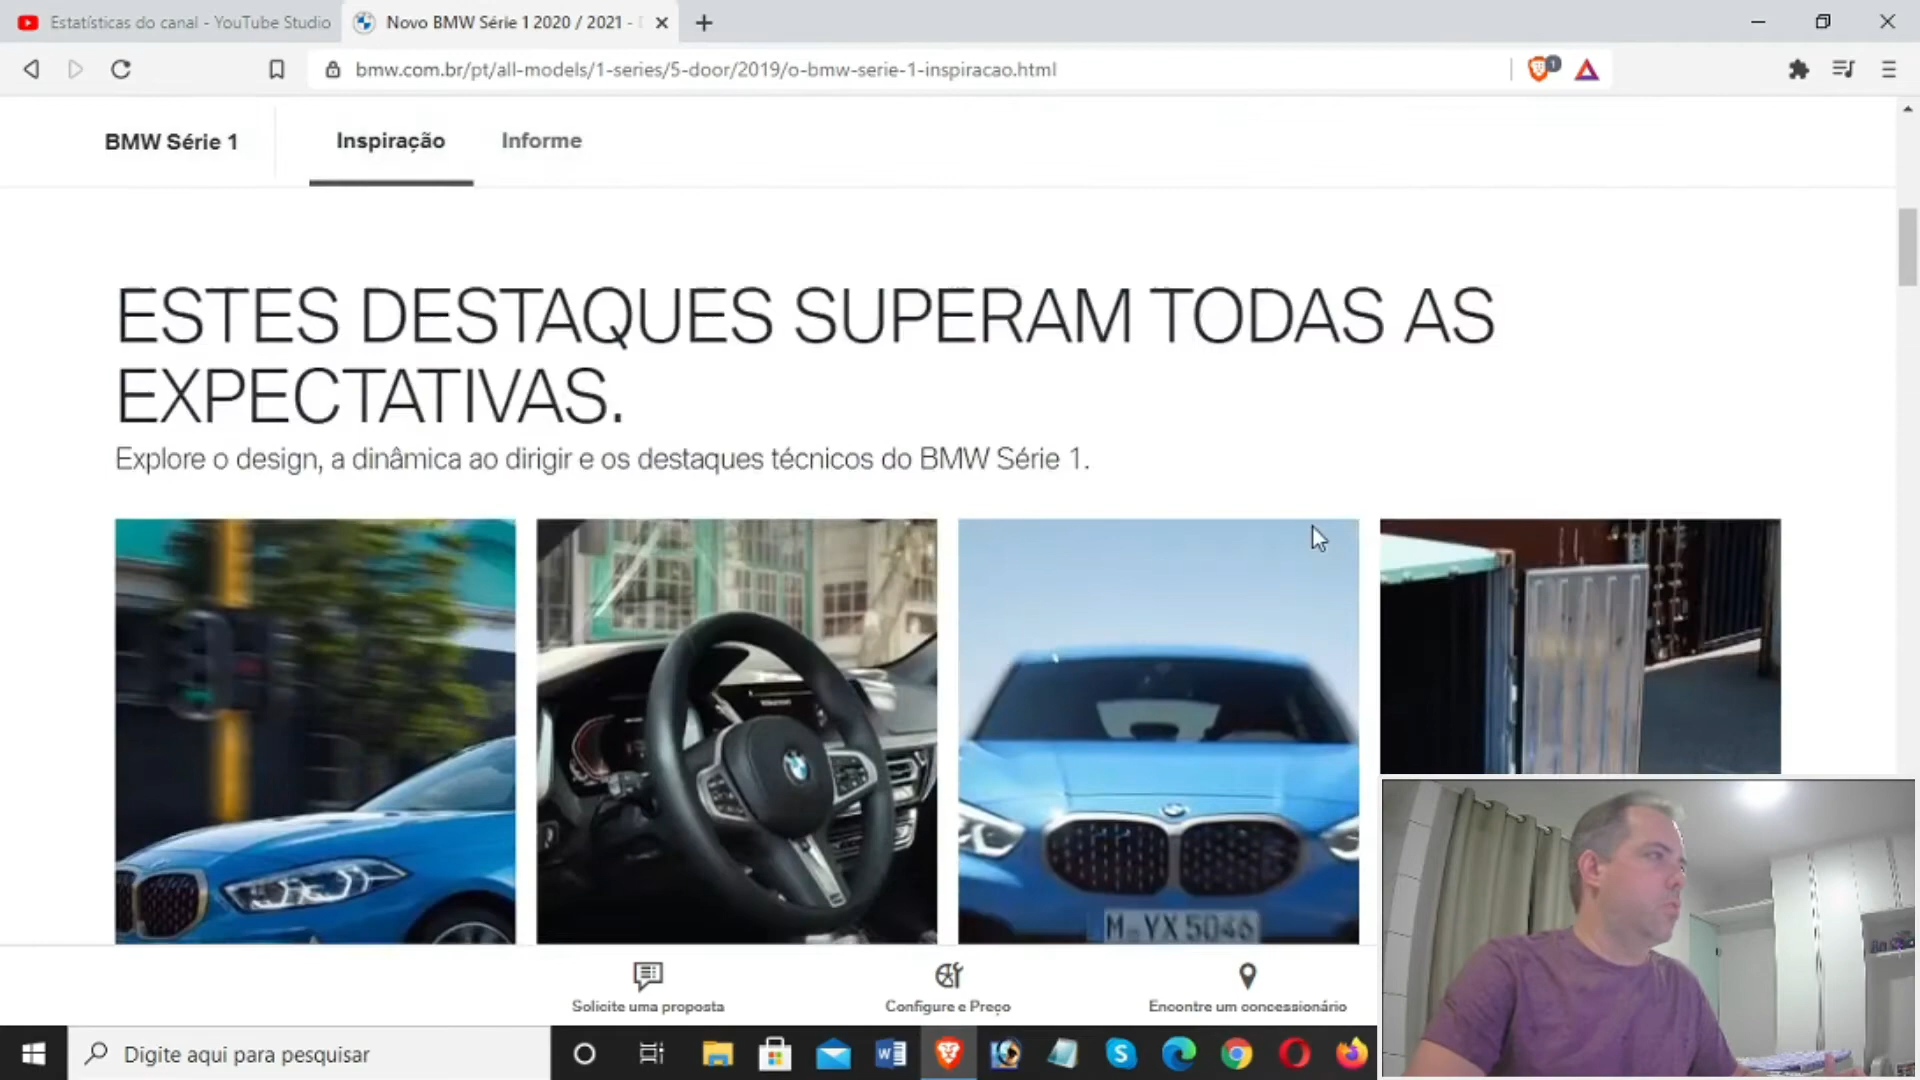 Estatísticas do canal - YouTube Studio
Novo BMW Série 1 2020 / 2021 -
bmw.com.br/pt/all-models/1-series/5-door/2019/o-bmw-serie-1-inspiracao.html
1
BMW Série 1
Inspiração
Informe
ESTES DESTAQUES SUPERAM TODAS AS
EXPECTATIVAS.
Explore o design, a dinâmica ao dirigir e os destaques técnicos do BMW Série 1.
M YX 5046
Solicite uma proposta
Configure e Preço
Encontre um concessionário
Digite aqui para pesquisar